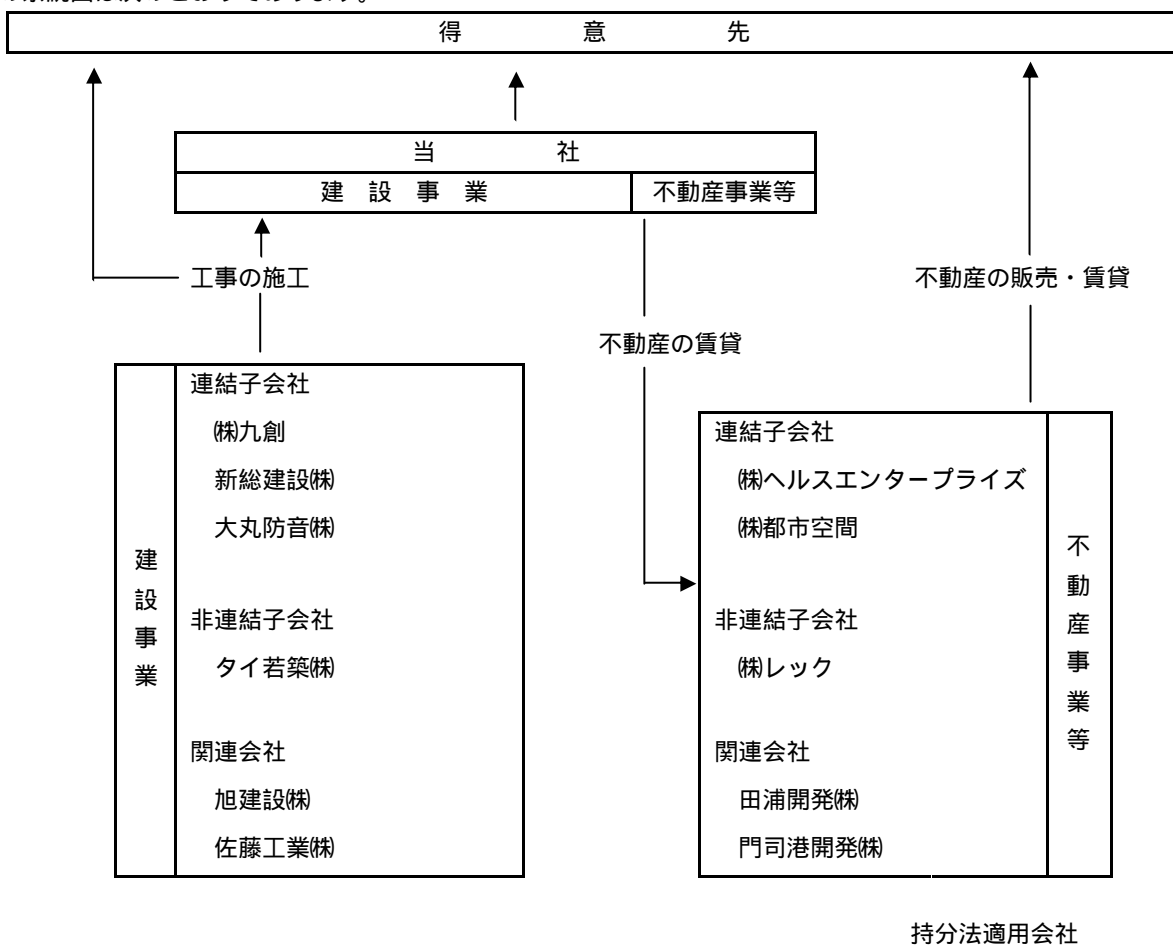 得意先
当社
建設事業 不動産事業等
工事の施工
不動産の販売・賃貸
不動産の賃貸
建設事業
連結子会社
㈱九創
新総建設㈱
大丸防音㈱
非連結子会社
タイ若築㈱
関連会社
旭建設㈱
佐藤工業㈱
連結子会社
㈱ヘルスエンタープライズ
㈱都市空間
非連結子会社
㈱レック
関連会社
田浦開発㈱
門司港開発㈱
不動産事業等
持分法適用会社